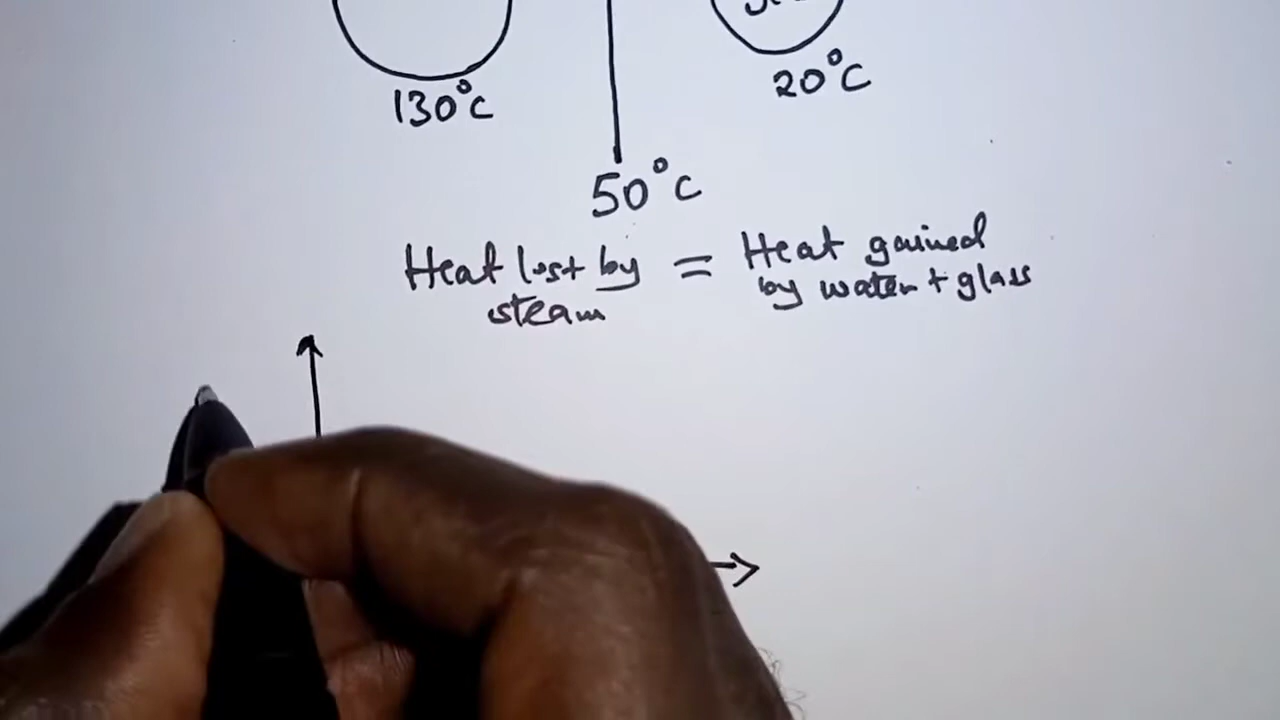 130°C
20°C
50°C
Heat lost by = Heat gained
steam by water + glass